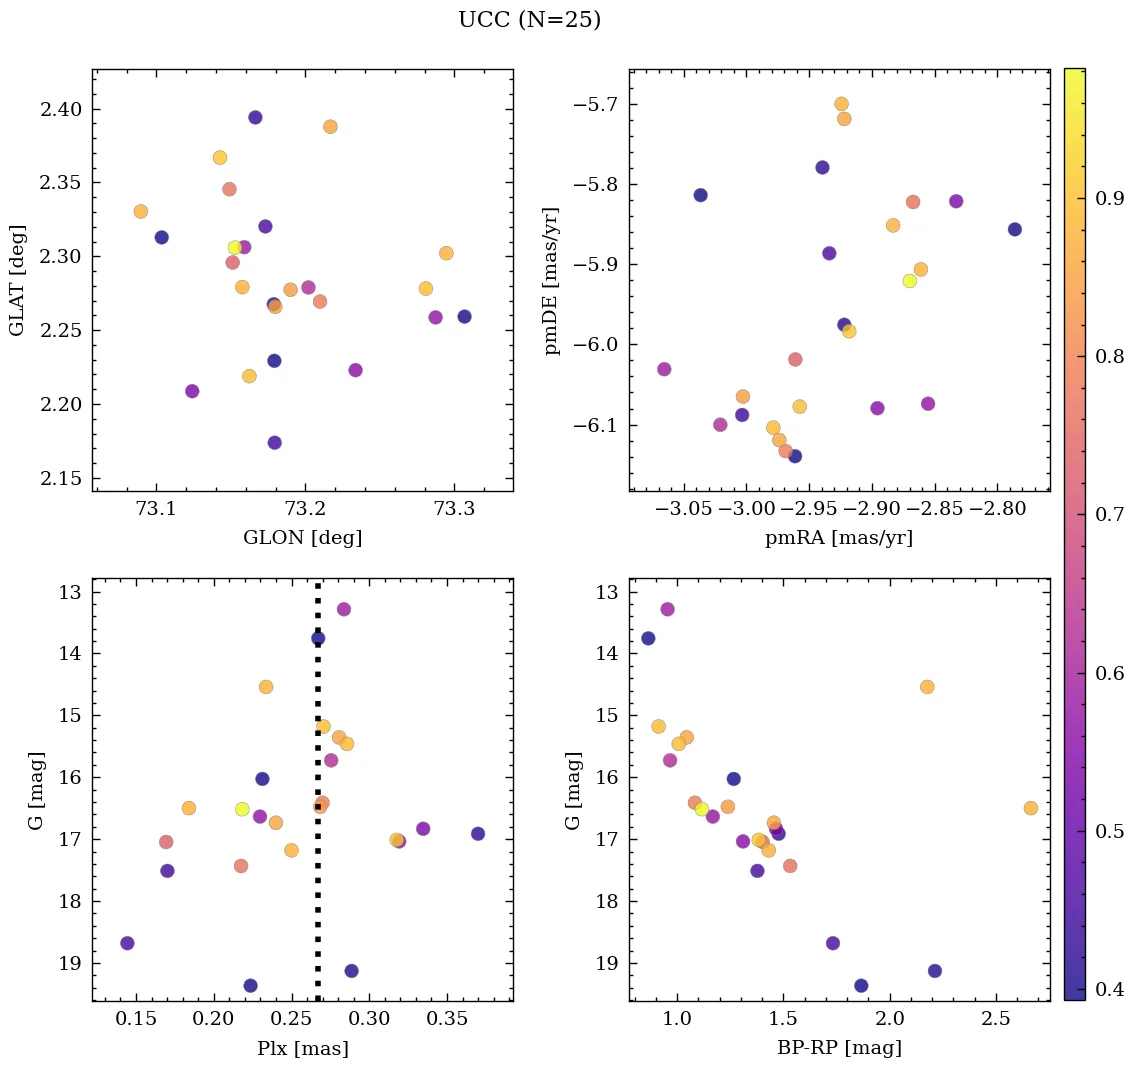 UCC (N=25)
2.40
2.35
2.30
2.25
2.20
2.15
GLAT [deg]
73.1 73.2 73.3
GLON [deg]
−5.7
−5.8
−5.9
−6.0
−6.1
pmDE [mas/yr]
−3.05 −3.00 −2.95 −2.90 −2.85 −2.80
pmRA [mas/yr]
13
14
15
16
17
18
19
G [mag]
0.15 0.20 0.25 0.30 0.35
Plx [mas]
13
14
15
16
17
18
19
G [mag]
1.0 1.5 2.0 2.5
BP-RP [mag]
0.9
0.8
0.7
0.6
0.5
0.4